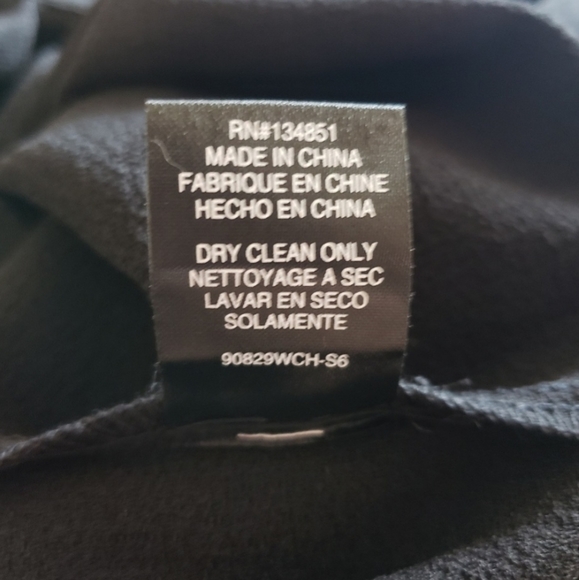 RN#134851
MADE IN CHINA
FABRIQUE EN CHINE
HECHO EN CHINA
DRY CLEAN ONLY
NETTOYAGE A SEC
LAVAR EN SECO
SOLAMENTE
90829WCH-S6